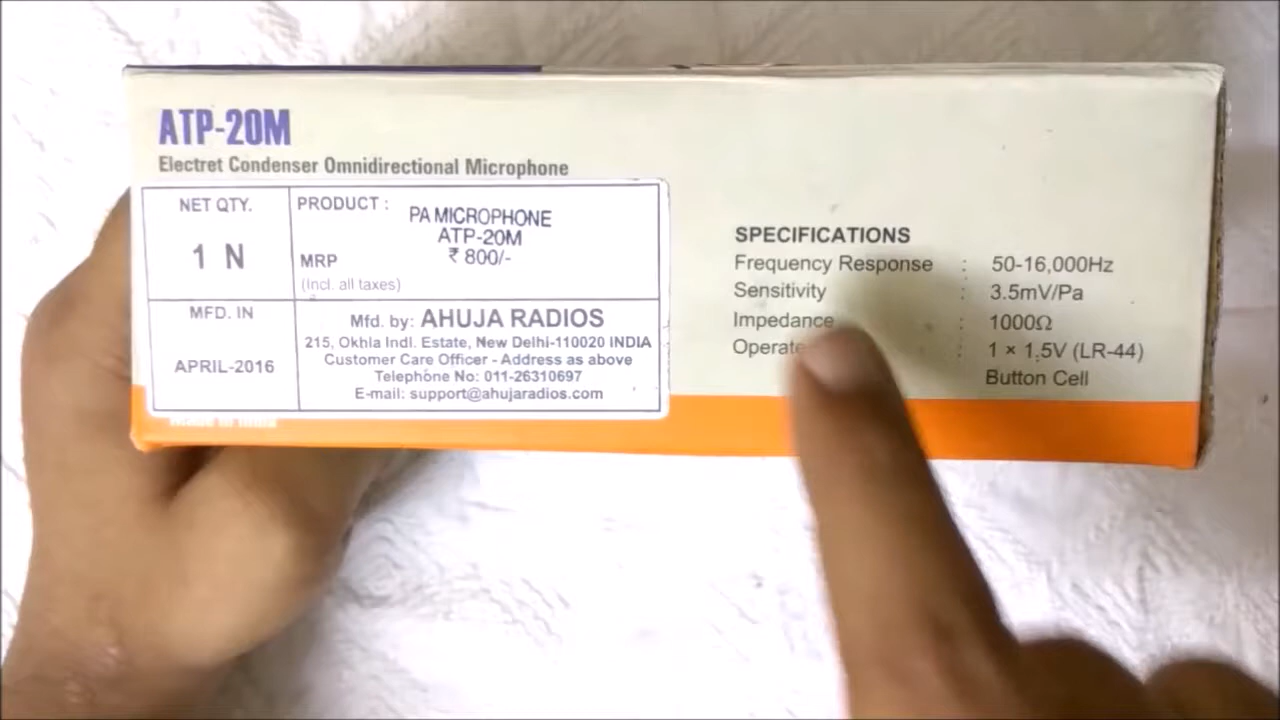 ATP-20M
Electret Condenser Omnidirectional Microphone
NET QTY.
1 N
PRODUCT :
PA MICROPHONE
ATP-20M
MRP ₹ 800/-
(Incl. all taxes)
MFD. IN
APRIL-2016
Mfd. by: AHUJA RADIOS
215, Okhla Indl. Estate, New Delhi-110020 INDIA
Customer Care Officer - Address as above
Telephone No: 011-26310697
E-mail: support@ahujaradios.com
Made in India
SPECIFICATIONS
Frequency Response : 50-16,000Hz
Sensitivity : 3.5mV/Pa
Impedance : 1000Ω
: 1 × 1.5V (LR-44)
Button Cell